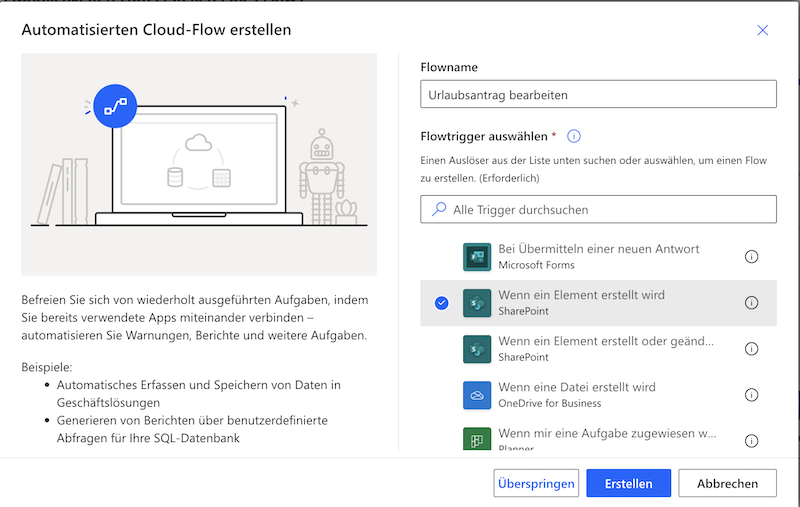 Automatisierten Cloud-Flow erstellen
Befreien Sie sich von wiederholt ausgeführten Aufgaben, indem
Sie bereits verwendete Apps miteinander verbinden –
automatisieren Sie Warnungen, Berichte und weitere Aufgaben.
Beispiele:
• Automatisches Erfassen und Speichern von Daten in
Geschäftslösungen
• Generieren von Berichten über benutzerdefinierte
Abfragen für Ihre SQL-Datenbank
Flowname
Urlaubsantrag bearbeiten
Flowtrigger auswählen *
Einen Auslöser aus der Liste unten suchen oder auswählen, um einen Flow
zu erstellen. (Erforderlich)
Alle Trigger durchsuchen
Bei Übermitteln einer neuen Antwort
Microsoft Forms
Wenn ein Element erstellt wird
SharePoint
Wenn ein Element erstellt oder geänd...
SharePoint
Wenn eine Datei erstellt wird
OneDrive for Business
Wenn mir eine Aufgabe zugewiesen w...
Planner
Überspringen
Erstellen
Abbrechen